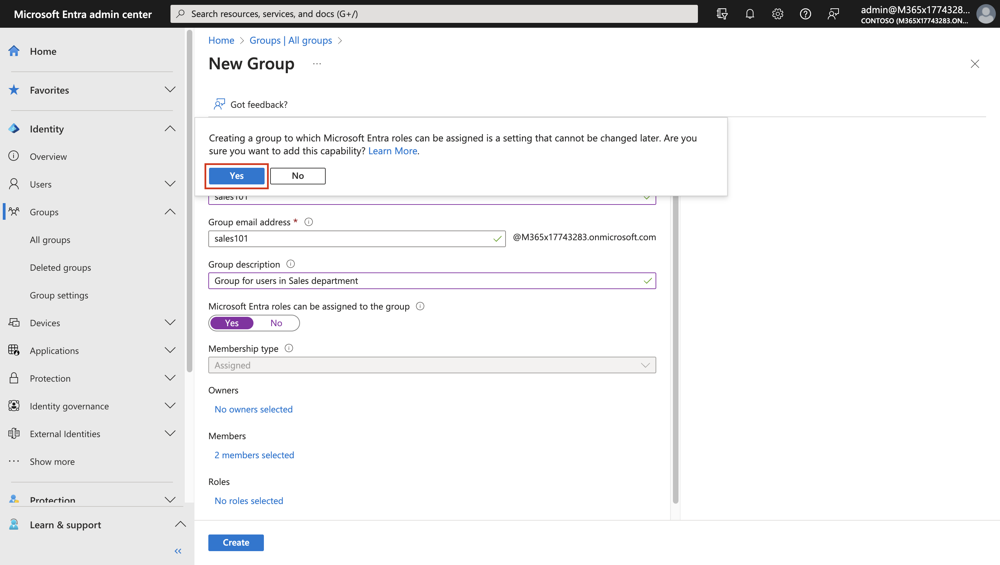 Microsoft Entra admin center
Search resources, services, and docs (G+/)
admin@M365x1774328...
CONTOSO (M365X17743283.ON...
Home
Favorites
Identity
Overview
Users
Groups
All groups
Deleted groups
Group settings
Devices
Applications
Protection
Identity governance
External Identities
... Show more
Protection
Learn & support
Home > Groups | All groups >
New Group ...
Got feedback?
Creating a group to which Microsoft Entra roles can be assigned is a setting that cannot be changed later. Are you
sure you want to add this capability? Learn More.
Yes No
sales101
Group email address *
sales101 @M365x17743283.onmicrosoft.com
Group description
Group for users in Sales department
Microsoft Entra roles can be assigned to the group
Yes No
Membership type
Assigned
Owners
No owners selected
Members
2 members selected
Roles
No roles selected
Create